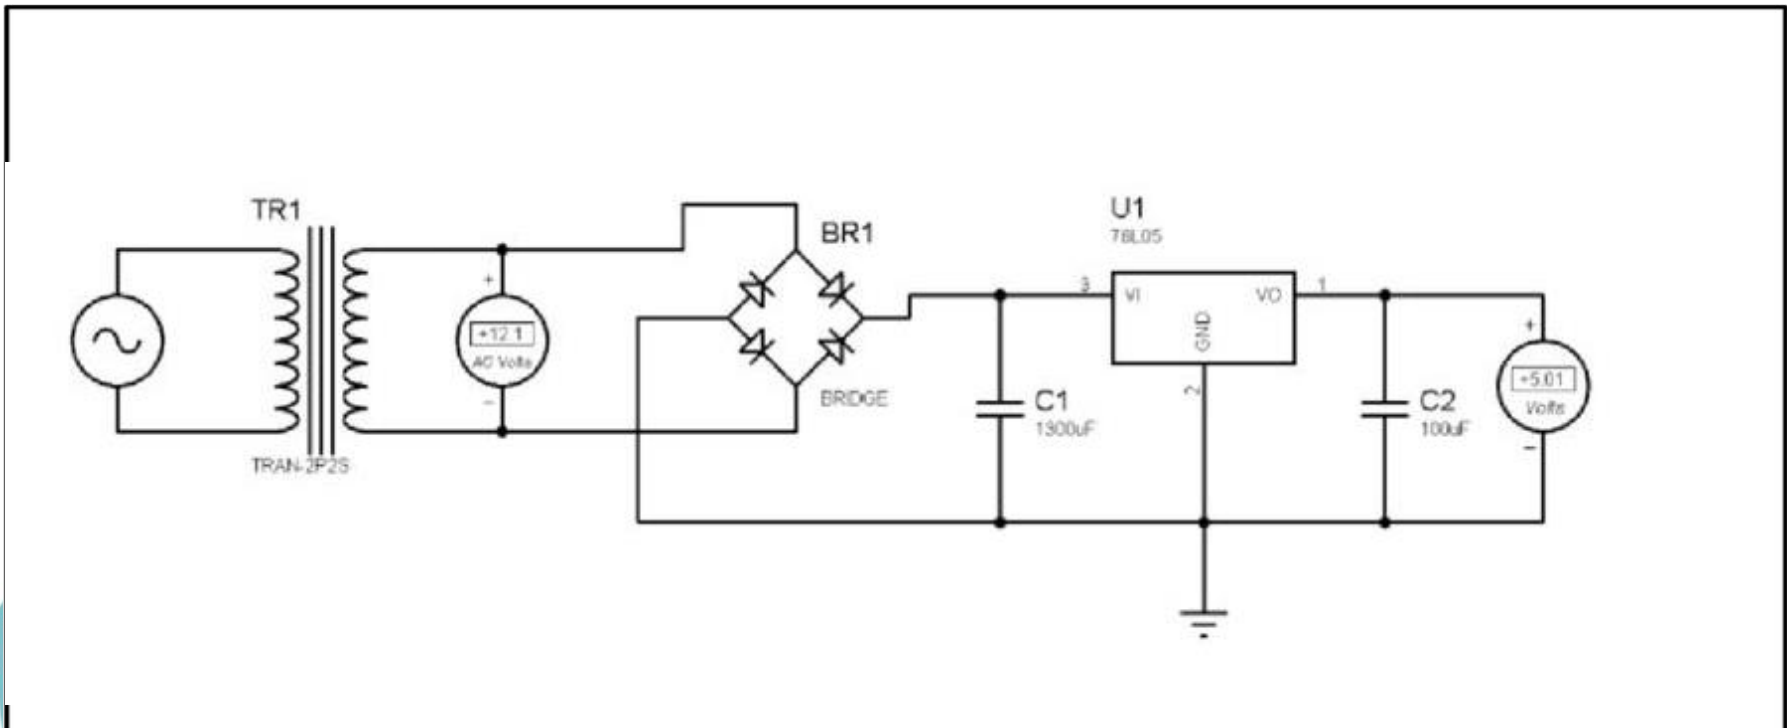 TR1
TRAN-2P2S
+
+12.1
AC Volts
−
BR1
BRIDGE
C1
1300uF
U1
78L05
3
VI
VO
1
GND
2
C2
100uF
+
+5.01
Volts
−